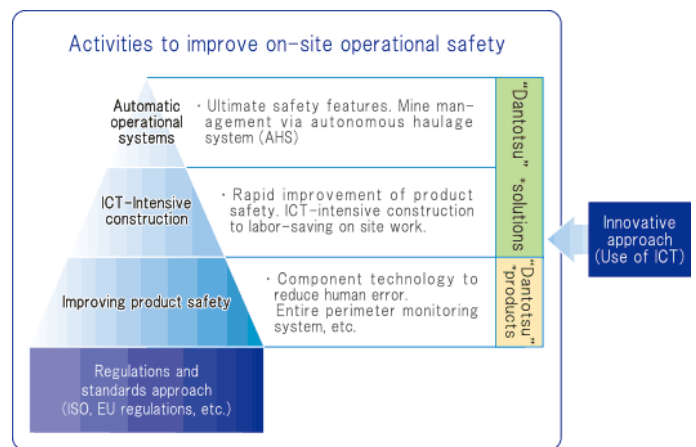 Activities to improve on-site operational safety
Automatic
operational
systems
・Ultimate safety features. Mine man-
agement via autonomous haulage
system (AHS)
ICT-Intensive
construction
・Rapid improvement of product
safety. ICT-intensive construction
to labor-saving on site work.
Improving product safety
・Component technology to
reduce human error.
Entire perimeter monitoring
system, etc.
Regulations and
standards approach
(ISO, EU regulations, etc.)
“Dantotsu” *solutions
“Dantotsu”
*products
Innovative
approach
(Use of ICT)